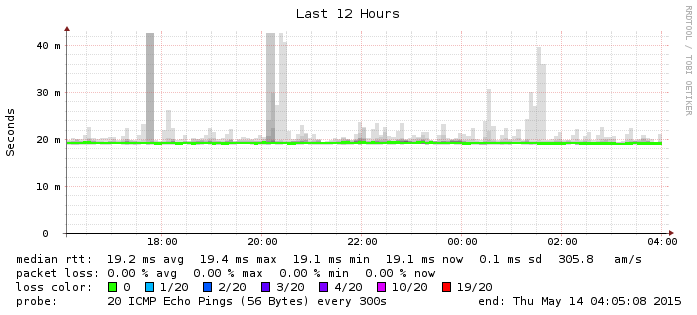 Last 12 Hours
RRDTOOL / TOBI OETIKER
Seconds
40 m
30 m
20 m
10 m
0
18:00 20:00 22:00 00:00 02:00 04:00
median rtt: 19.2 ms avg 19.4 ms max 19.1 ms min 19.1 ms now 0.1 ms sd 305.8 am/s
packet loss: 0.00 % avg 0.00 % max 0.00 % min 0.00 % now
loss color: 0 1/20 2/20 3/20 4/20 10/20 19/20
probe: 20 ICMP Echo Pings (56 Bytes) every 300s end: Thu May 14 04:05:08 2015